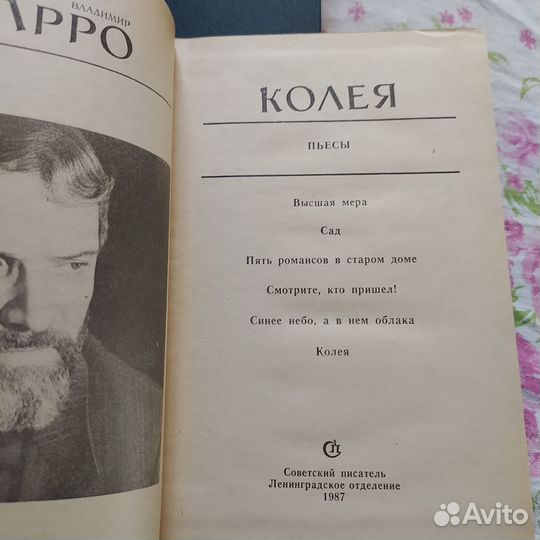 ВЛАДИМИР
АРРО
КОЛЕЯ
ПЬЕСЫ
Высшая мера
Сад
Пять романсов в старом доме
Смотрите, кто пришел!
Синее небо, а в нем облака
Колея
СП
Советский писатель
Ленинградское отделение
1987
Avito